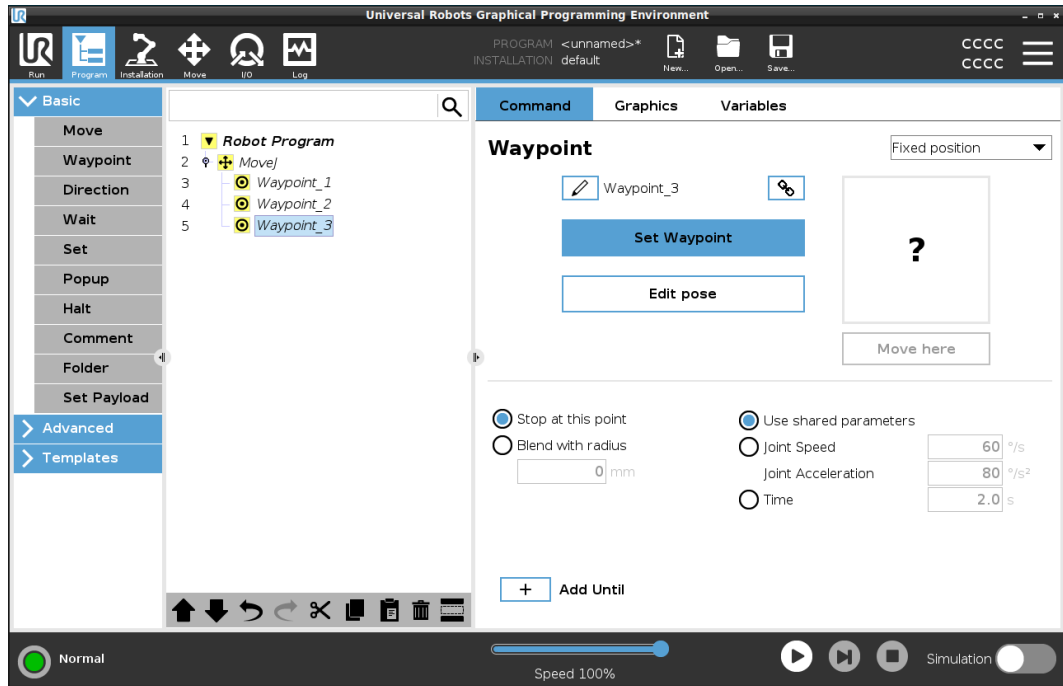 UR
Universal Robots Graphical Programming Environment
Run
Program
Installation
Move
I/O
Log
PROGRAM <unnamed>*
INSTALLATION default
New...
Open...
Save...
CCCC
CCCC
Basic
Move
Waypoint
Direction
Wait
Set
Popup
Halt
Comment
Folder
Set Payload
Advanced
Templates
1 Robot Program
2 MoveJ
3 Waypoint_1
4 Waypoint_2
5 Waypoint_3
Command Graphics Variables
Waypoint
Fixed position
Waypoint_3
Set Waypoint
Edit pose
?
Move here
Stop at this point
Blend with radius
0 mm
Use shared parameters
Joint Speed 60 °/s
Joint Acceleration 80 °/s²
Time 2.0 s
+ Add Until
Normal
Speed 100%
Simulation